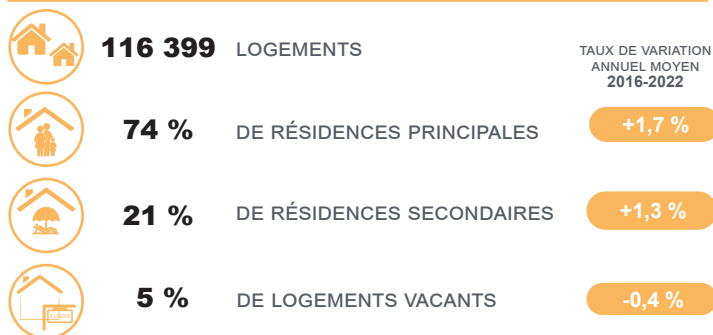 116 399 LOGEMENTS
TAUX DE VARIATION
ANNUEL MOYEN
2016-2022
74 % DE RÉSIDENCES PRINCIPALES +1,7 %
21 % DE RÉSIDENCES SECONDAIRES +1,3 %
5 % DE LOGEMENTS VACANTS -0,4 %